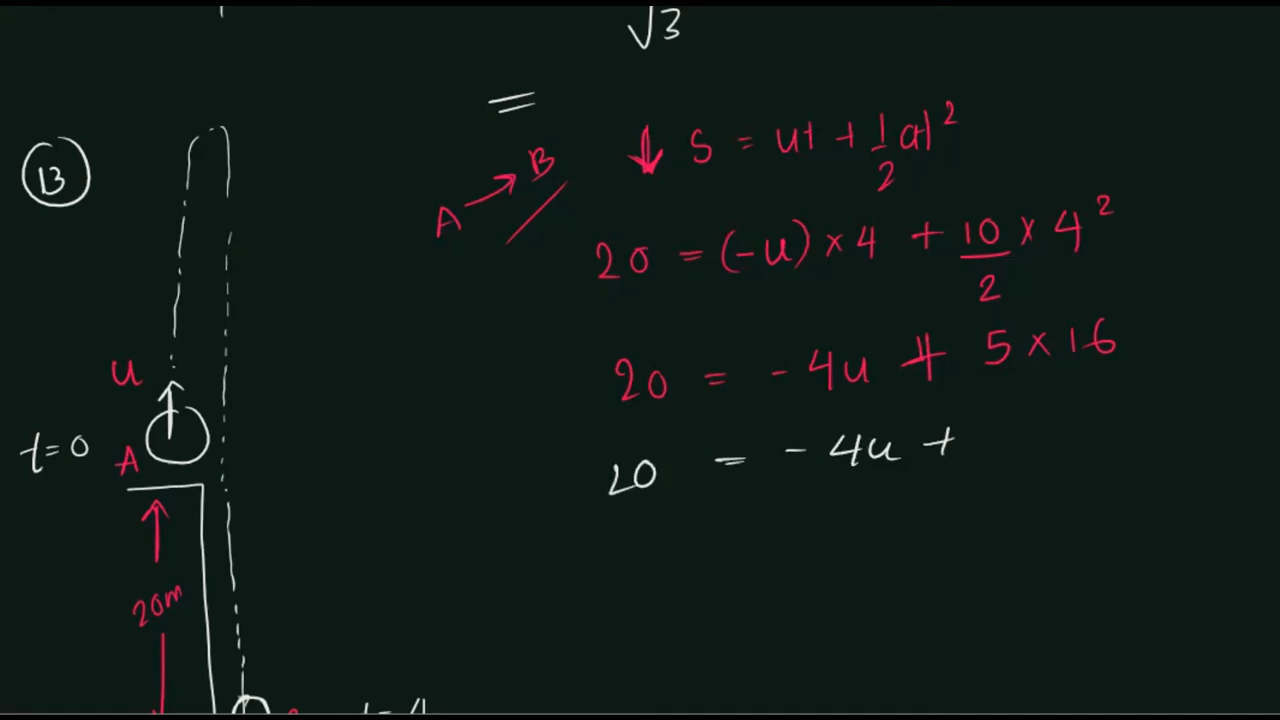 √3
=
13
A → B
↓ S = ut + 1/2 at²
20 = (-u) × 4 + 10/2 × 4²
20 = - 4u + 5 × 16
20 = - 4u +
u
t=0
A
20m
t=4